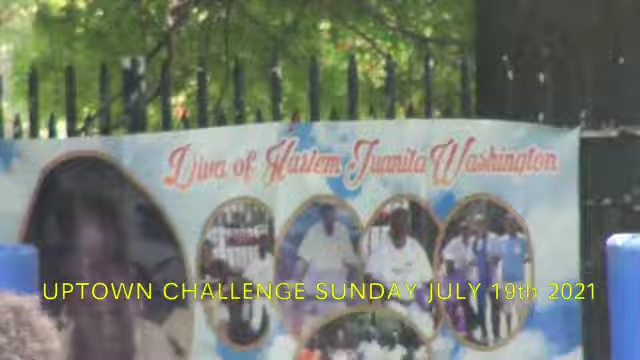 Diva of Harlem Juanita Washington
UPTOWN CHALLENGE SUNDAY JULY 19th 2021